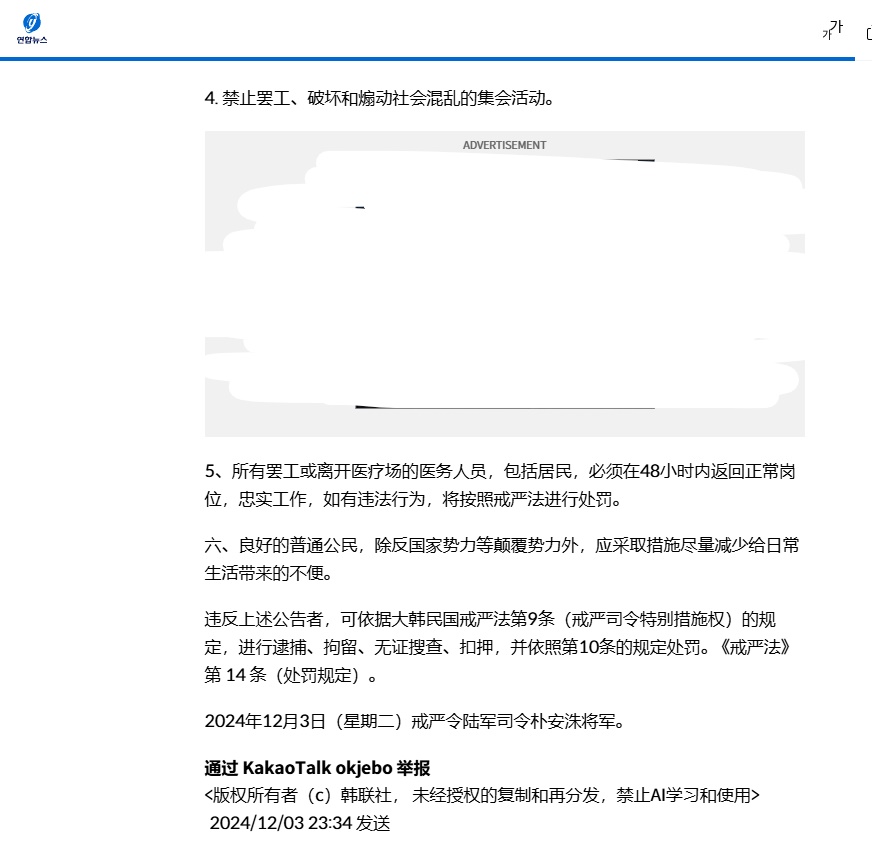 연합뉴스
가가
4. 禁止罢工、破坏和煽动社会混乱的集会活动。
ADVERTISEMENT
5、所有罢工或离开医疗场的医务人员，包括居民，必须在48小时内返回正常岗
位，忠实工作，如有违法行为，将按照戒严法进行处罚。
六、良好的普通公民，除反国家势力等颠覆势力外，应采取措施尽量减少给日常
生活带来的不便。
违反上述公告者，可依据大韩民国戒严法第9条（戒严司令特别措施权）的规
定，进行逮捕、拘留、无证搜查、扣押，并依照第10条的规定处罚。《戒严法》
第 14 条（处罚规定）。
2024年12月3日（星期二）戒严令陆军司令朴安洙将军。
通过 KakaoTalk okjebo 举报
<版权所有者（c）韩联社， 未经授权的复制和再分发，禁止AI学习和使用>
2024/12/03 23:34 发送